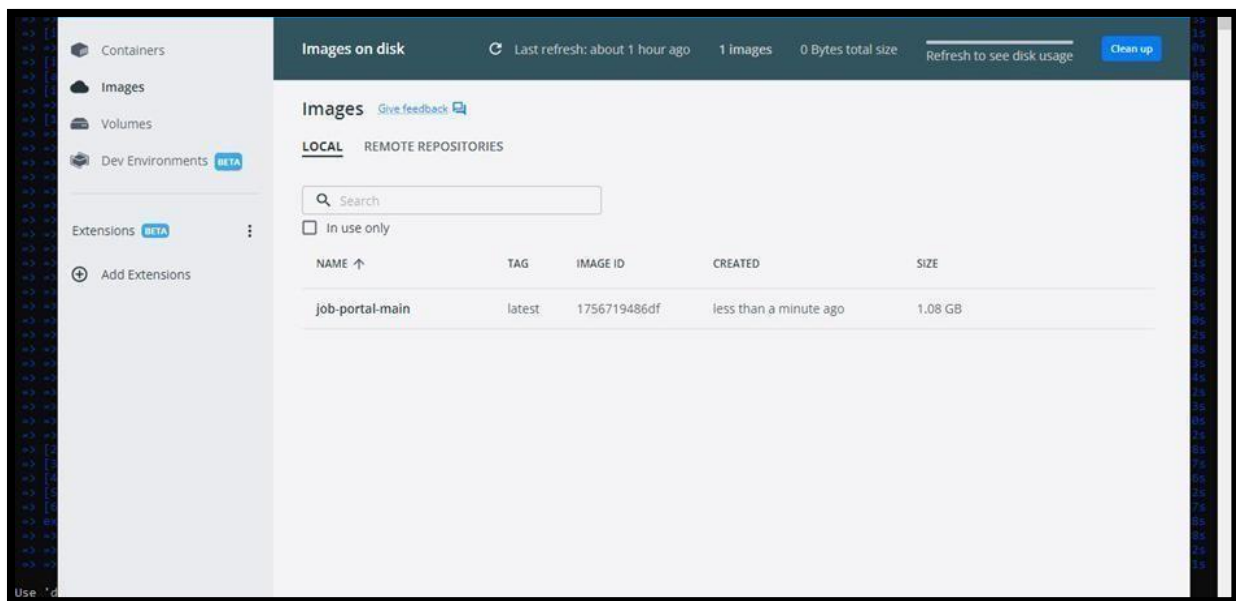 Containers
Images
Volumes
Dev Environments BETA
Extensions BETA
Add Extensions
Images on disk Last refresh: about 1 hour ago 1 images 0 Bytes total size Refresh to see disk usage Clean up
Images Give feedback
LOCAL REMOTE REPOSITORIES
Search
In use only
NAME TAG IMAGE ID CREATED SIZE
job-portal-main latest 1756719486df less than a minute ago 1.08 GB
Use 'd